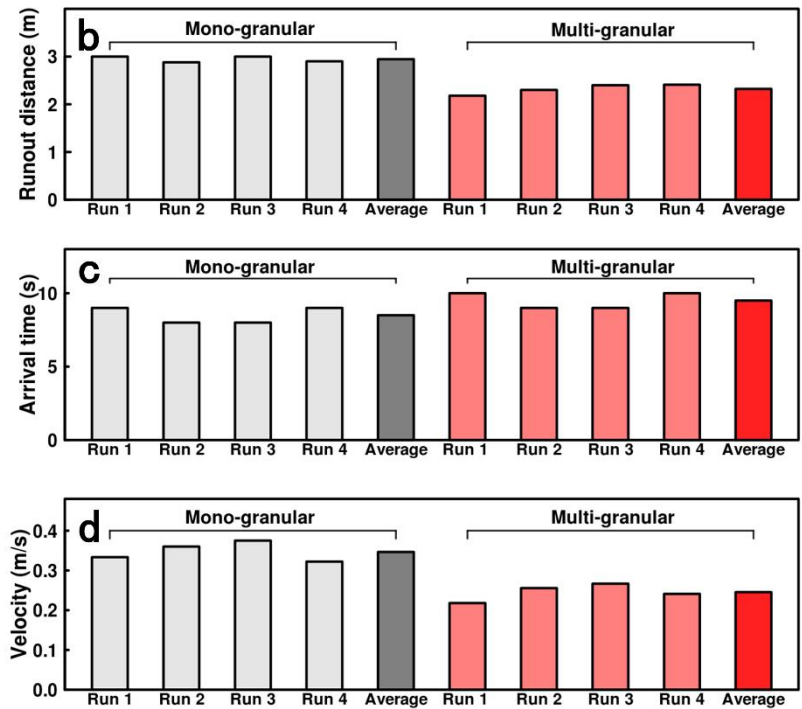 b
Mono-granular
Multi-granular
Runout distance (m)
3
2
1
0
Run 1 Run 2 Run 3 Run 4 Average Run 1 Run 2 Run 3 Run 4 Average
c
Mono-granular
Multi-granular
Arrival time (s)
10
5
0
Run 1 Run 2 Run 3 Run 4 Average Run 1 Run 2 Run 3 Run 4 Average
d
Mono-granular
Multi-granular
Velocity (m/s)
0.4
0.3
0.2
0.1
0.0
Run 1 Run 2 Run 3 Run 4 Average Run 1 Run 2 Run 3 Run 4 Average